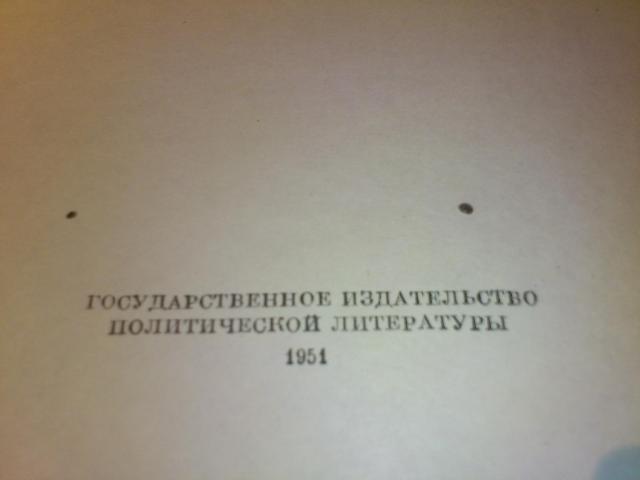 ГОСУДАРСТВЕННОЕ ИЗДАТЕЛЬСТВО
ПОЛИТИЧЕСКОЙ ЛИТЕРАТУРЫ
1951